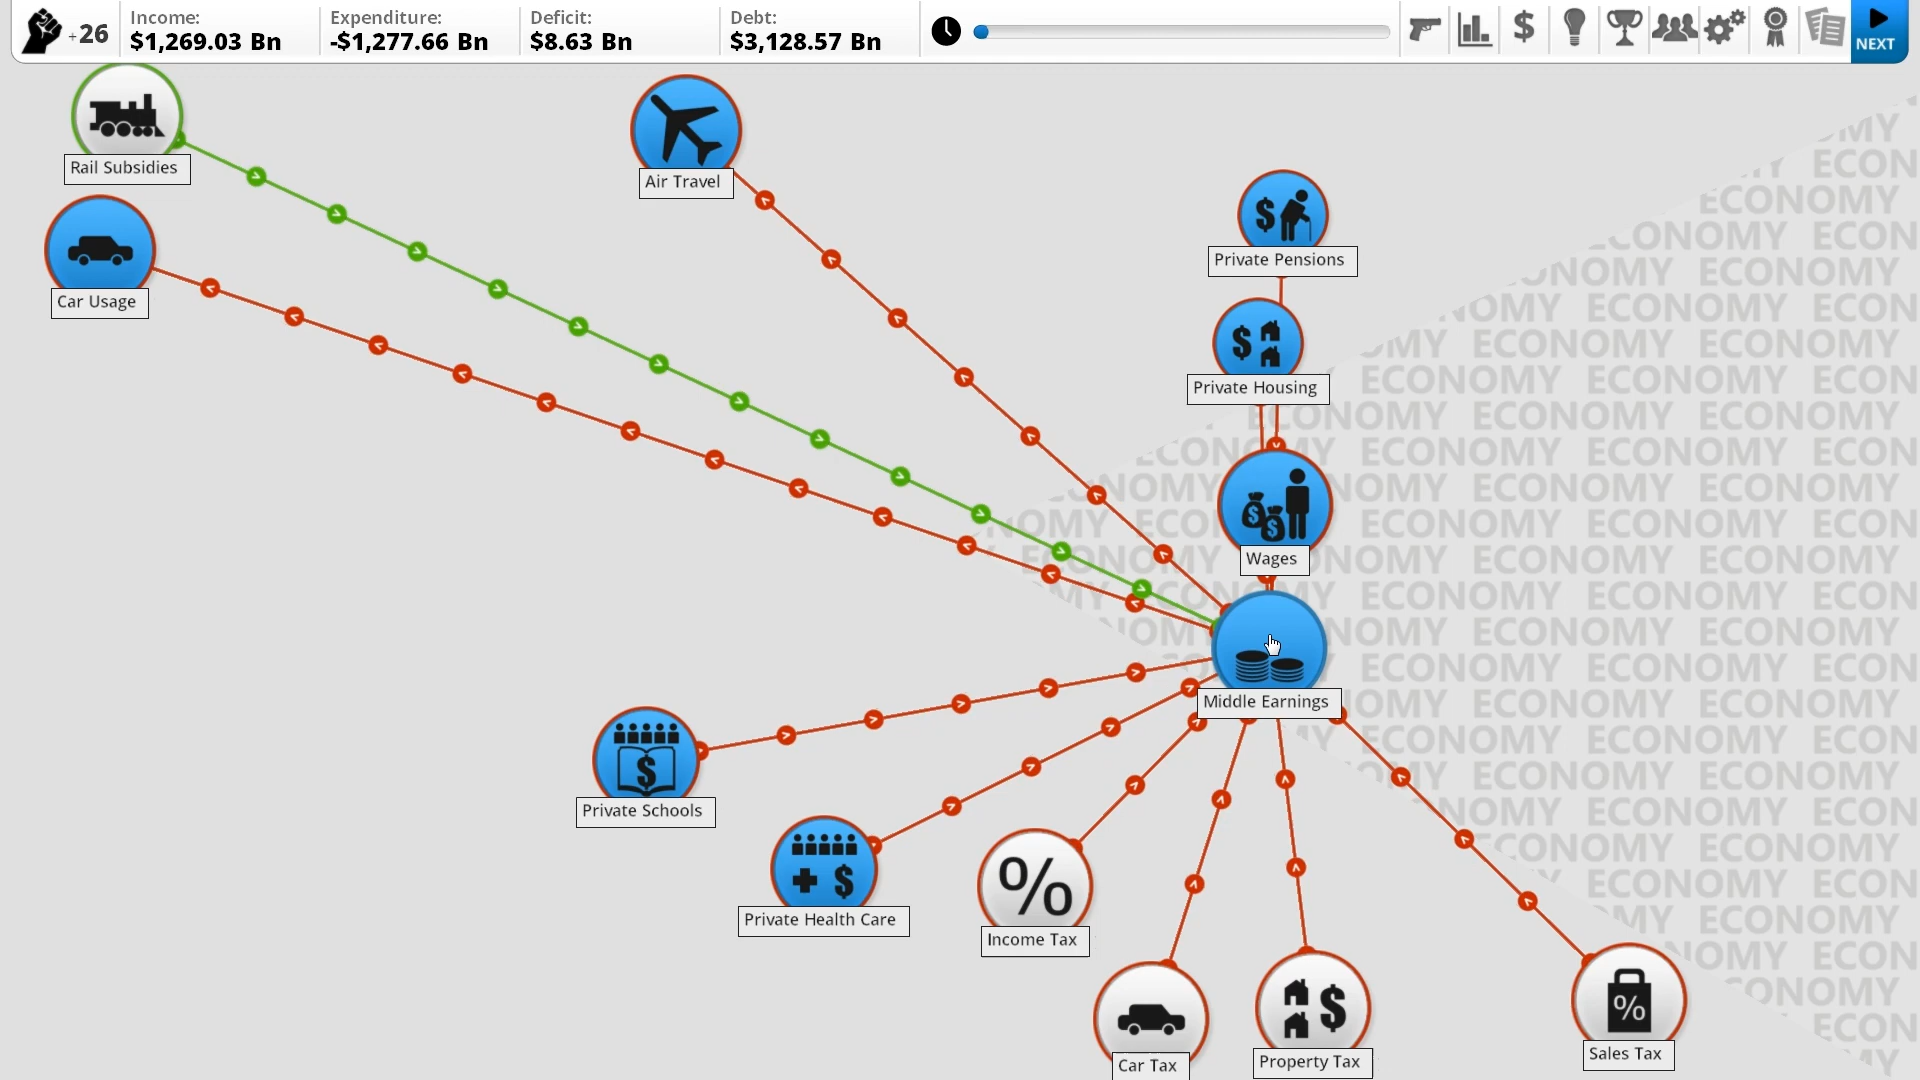 +26
Income:
$1,269.03 Bn
Expenditure:
-$1,277.66 Bn
Deficit:
$8.63 Bn
Debt:
$3,128.57 Bn
NEXT
Rail Subsidies
Air Travel
Car Usage
$
Private Pensions
$
Private Housing
Wages
Middle Earnings
$
Private Schools
$
Private Health Care
%
Income Tax
Car Tax
$
Property Tax
%
Sales Tax
ECONOMY ECONOMY ECONOMY ECONOMY